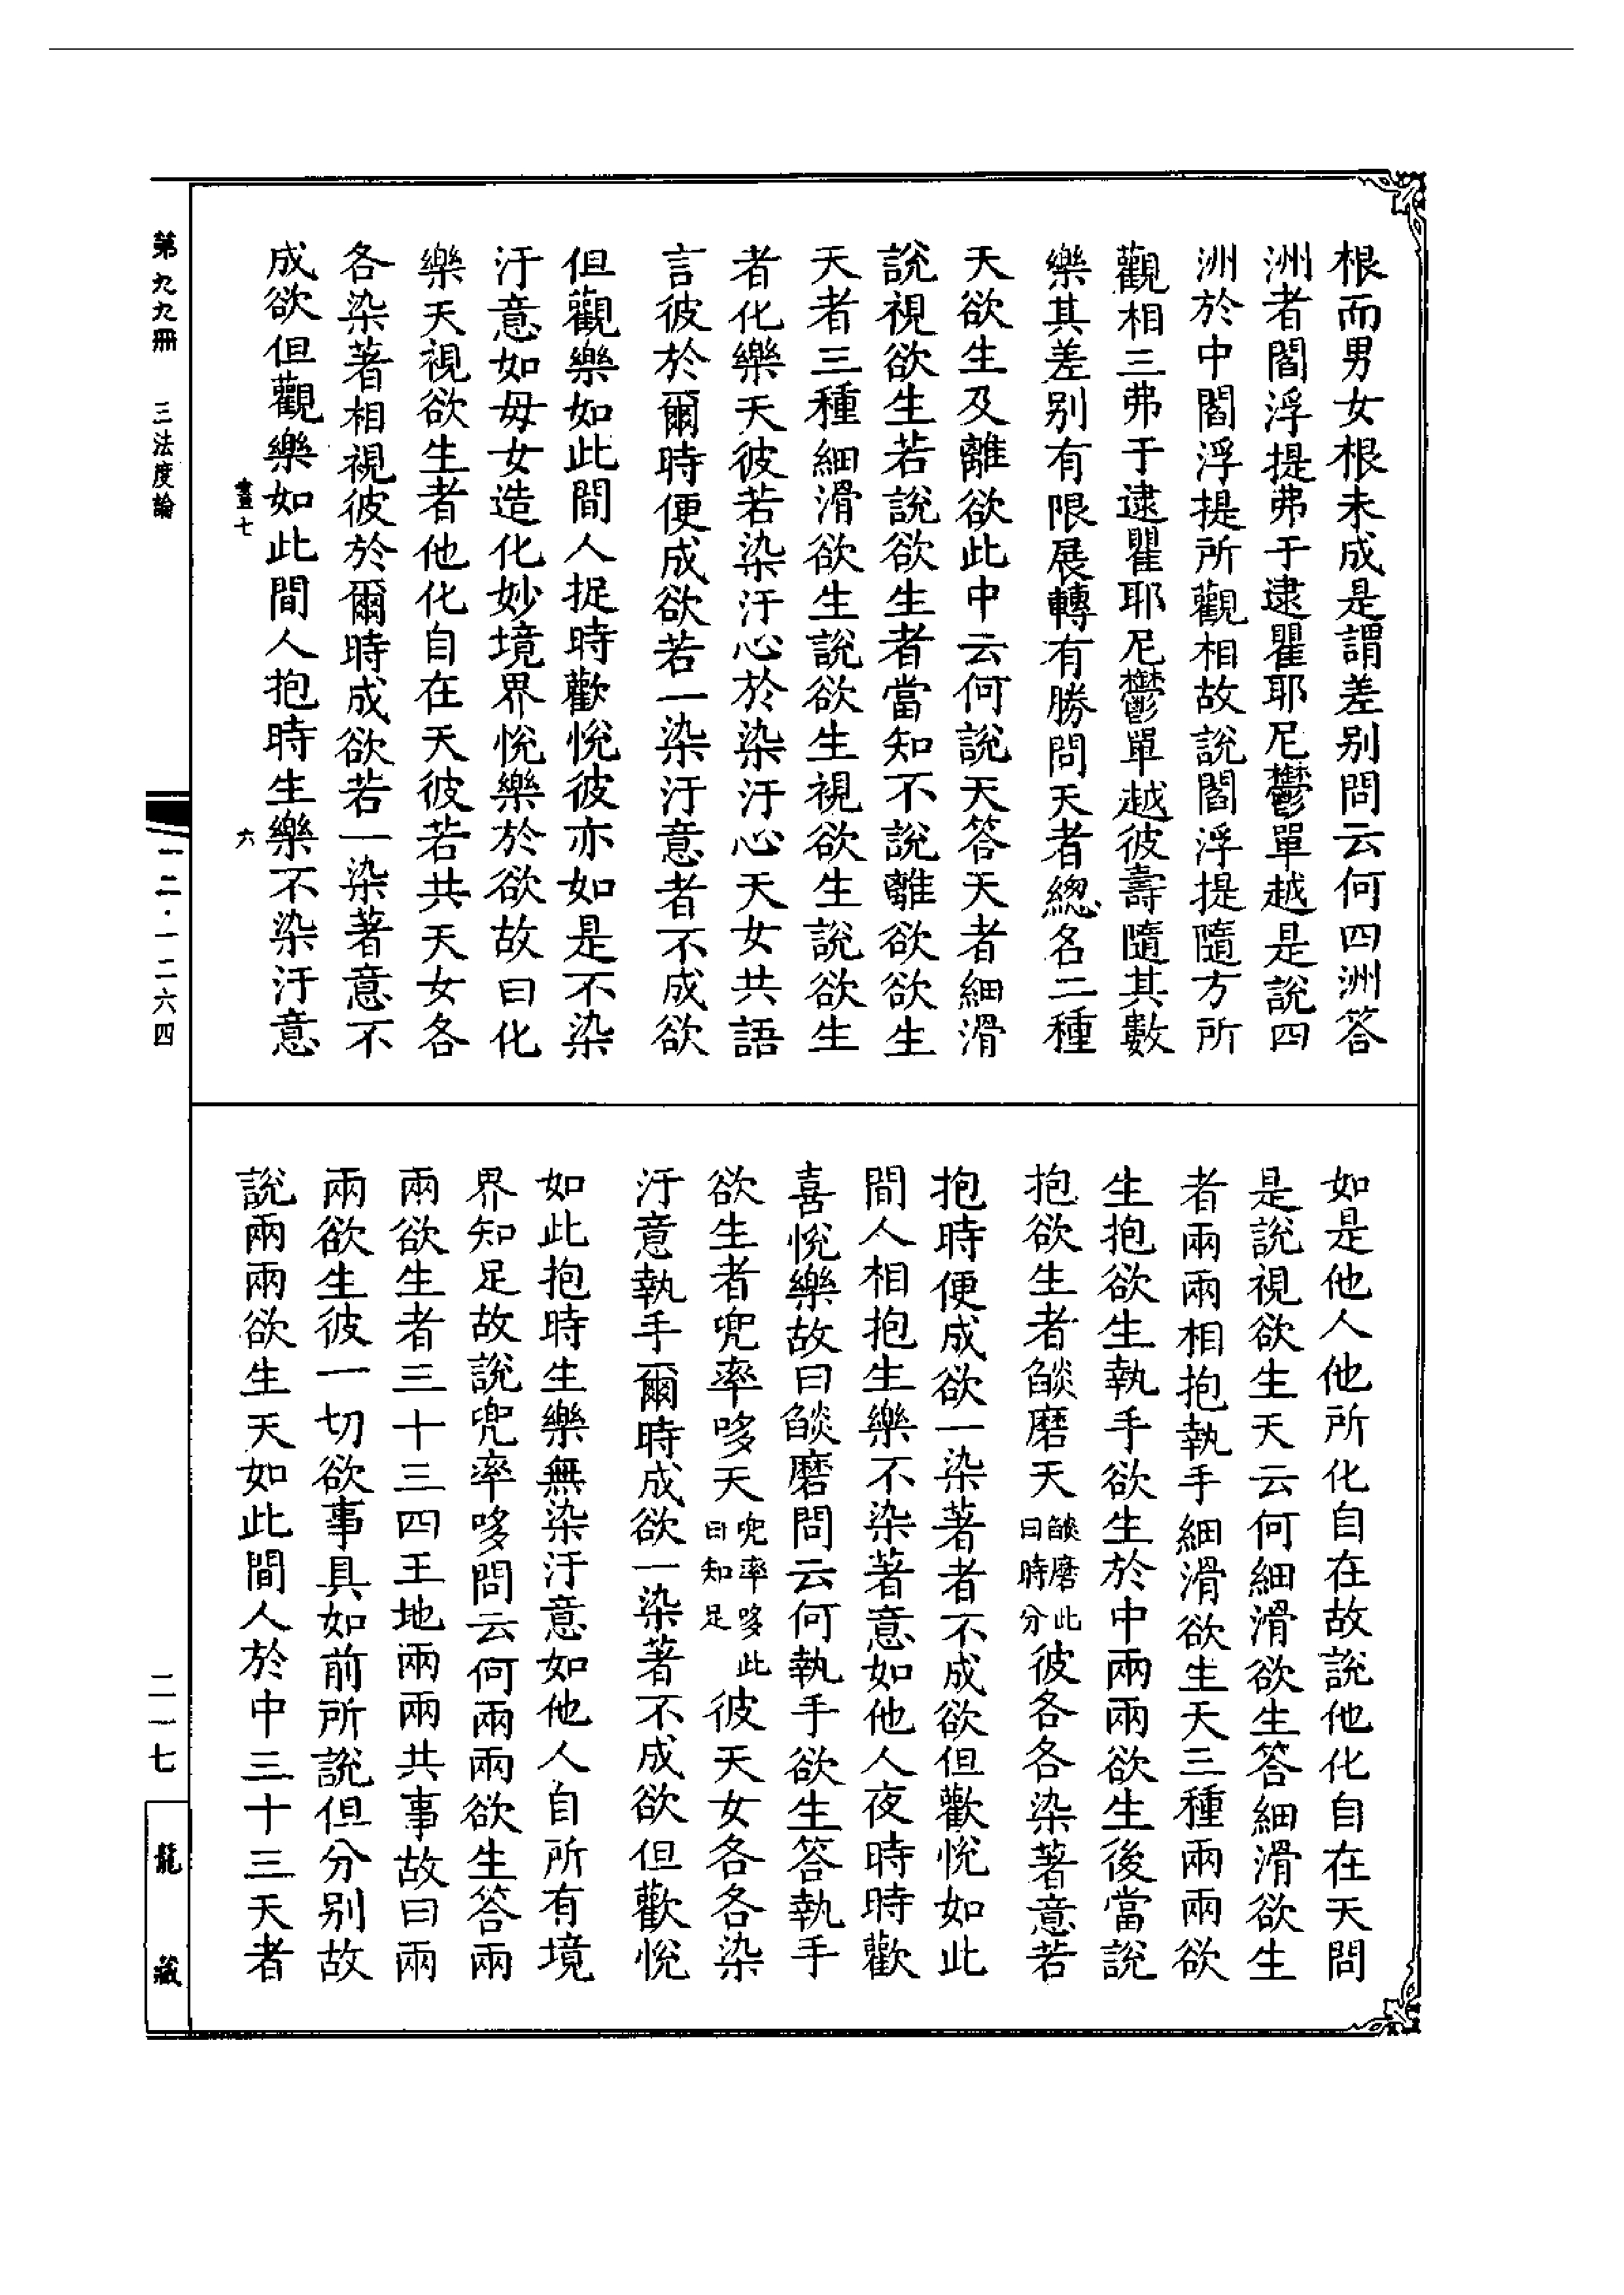 根而男女根未成是謂差别問云何四洲答
洲者閻浮提弗于逮瞿耶尼鬱單越是說四
洲於中閻浮提所觀相故說閻浮提隨方所
觀相三弗于逮瞿耶尼鬱單越彼壽隨其數
樂其差别有限展轉有勝問天者總名二種
天欲生及離欲此中云何說天答天者細滑
說視欲生若說欲生者當知不說離欲欲生
天者三種細滑欲生說欲生視欲生說欲生
者化樂天彼若染汙心於染汙心天女共語
言彼於爾時便成欲若一染汙意者不成欲
但觀樂如此間人捉時歡悅彼亦如是不染
汙意如母女造化妙境界悅樂於欲故曰化
樂天視欲生者他化自在天彼若共天女各
各染著相視彼於爾時成欲若一染著意不
成欲但觀樂如此間人抱時生樂不染汙意
畫七
六
如是他人他所化自在故說他化自在天問
是說視欲生天云何細滑欲生答細滑欲生
者兩兩相抱執手細滑欲生天三種兩兩欲
生抱欲生執手欲生於中兩兩欲生後當說
抱欲生者燄磨天燄磨此曰時分彼各各染著意若
抱時便成欲一染著者不成欲但歡悅如此
間人相抱生樂不染著意如他人夜時時歡
喜悅樂故曰燄磨問云何執手欲生答執手
欲生者兜率哆天兜率哆此曰知足彼天女各各染
汙意執手爾時成欲一染著不成欲但歡悅
如此抱時生樂無染汙意如他人自所有境
界知足故說兜率哆問云何兩兩欲生答兩
兩欲生者三十三四王地兩兩共事故曰兩
兩欲生彼一切欲事具如前所說但分别故
說兩兩欲生天如此間人於中三十三天者
第九九冊
三法度論
一二·一二六四
二一七
龍藏